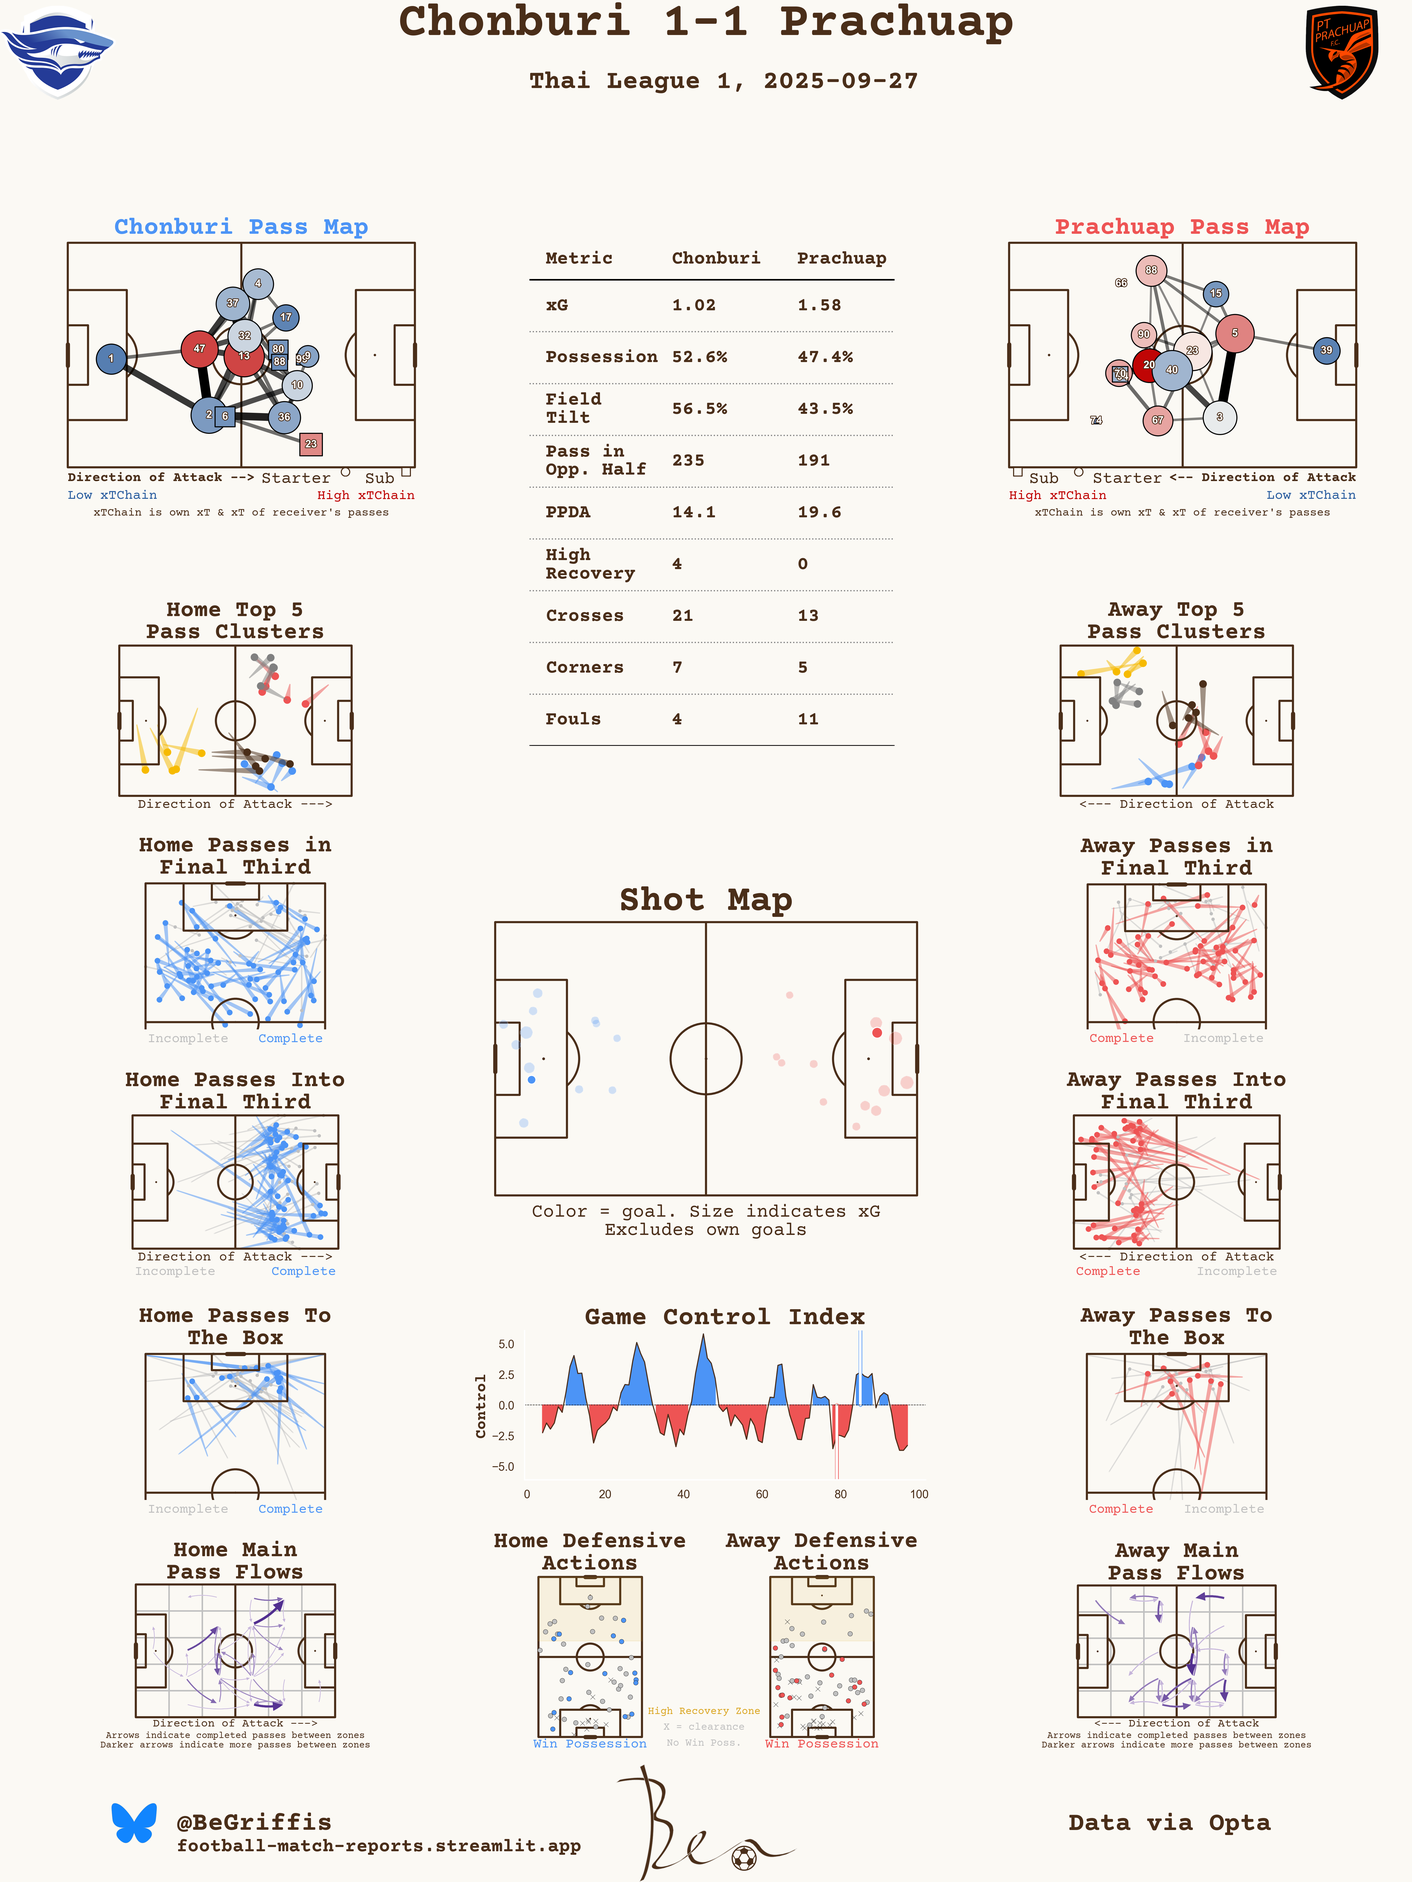 Chonburi 1-1 Prachuap
Thai League 1, 2025-09-27
PT
PRACHUAP
F.C.
Chonburi Pass Map
4
37
17
32
1
47
13
80
88
9
10
2
6
36
23
Direction of Attack --> Starter Sub
Low xTChain High xTChain
xTChain is own xT & xT of receiver's passes
Metric Chonburi Prachuap
xG 1.02 1.58
Possession 52.6% 47.4%
Field
Tilt 56.5% 43.5%
Pass in
Opp. Half 235 191
PPDA 14.1 19.6
High
Recovery 4 0
Crosses 21 13
Corners 7 5
Fouls 4 11
Prachuap Pass Map
88
66
15
90
5
23
39
20
40
70
74
67
3
Sub Starter <-- Direction of Attack
High xTChain Low xTChain
xTChain is own xT & xT of receiver's passes
Home Top 5
Pass Clusters
Direction of Attack --->
Away Top 5
Pass Clusters
<--- Direction of Attack
Home Passes in
Final Third
Incomplete Complete
Away Passes in
Final Third
Complete Incomplete
Shot Map
Color = goal. Size indicates xG
Excludes own goals
Home Passes Into
Final Third
Direction of Attack --->
Incomplete Complete
Away Passes Into
Final Third
<--- Direction of Attack
Complete Incomplete
Home Passes To
The Box
Incomplete Complete
Game Control Index
Control
5.0
2.5
0.0
−2.5
−5.0
0 20 40 60 80 100
Away Passes To
The Box
Complete Incomplete
Home Main
Pass Flows
Direction of Attack --->
Arrows indicate completed passes between zones
Darker arrows indicate more passes between zones
Home Defensive
Actions
Win Possession
Away Defensive
Actions
Win Possession
High Recovery Zone
X = clearance
No Win Poss.
Away Main
Pass Flows
<--- Direction of Attack
Arrows indicate completed passes between zones
Darker arrows indicate more passes between zones
@BeGriffis
football-match-reports.streamlit.app
Ben
Data via Opta